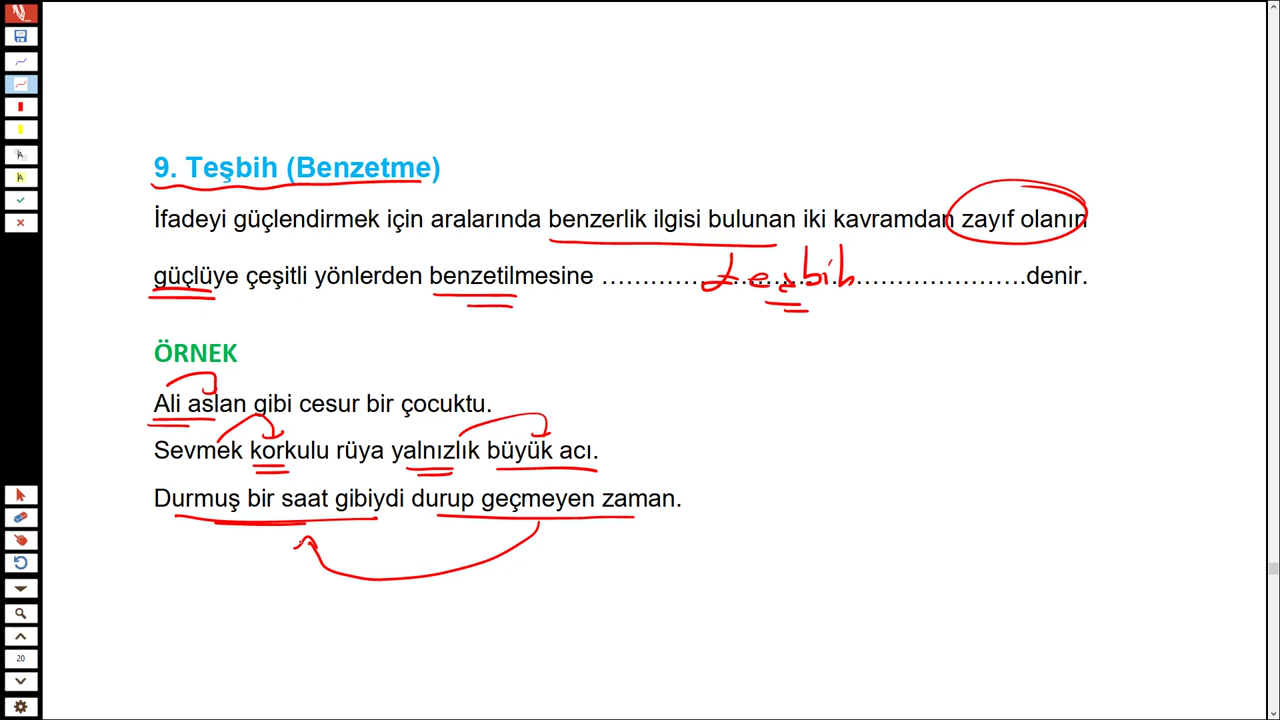 9. Teşbih (Benzetme)
İfadeyi güçlendirmek için aralarında benzerlik ilgisi bulunan iki kavramdan zayıf olanın
güçlüye çeşitli yönlerden benzetilmesine ............teşbih............denir.
ÖRNEK
Ali aslan gibi cesur bir çocuktu.
Sevmek korkulu rüya yalnızlık büyük acı.
Durmuş bir saat gibiydi durup geçmeyen zaman.
20